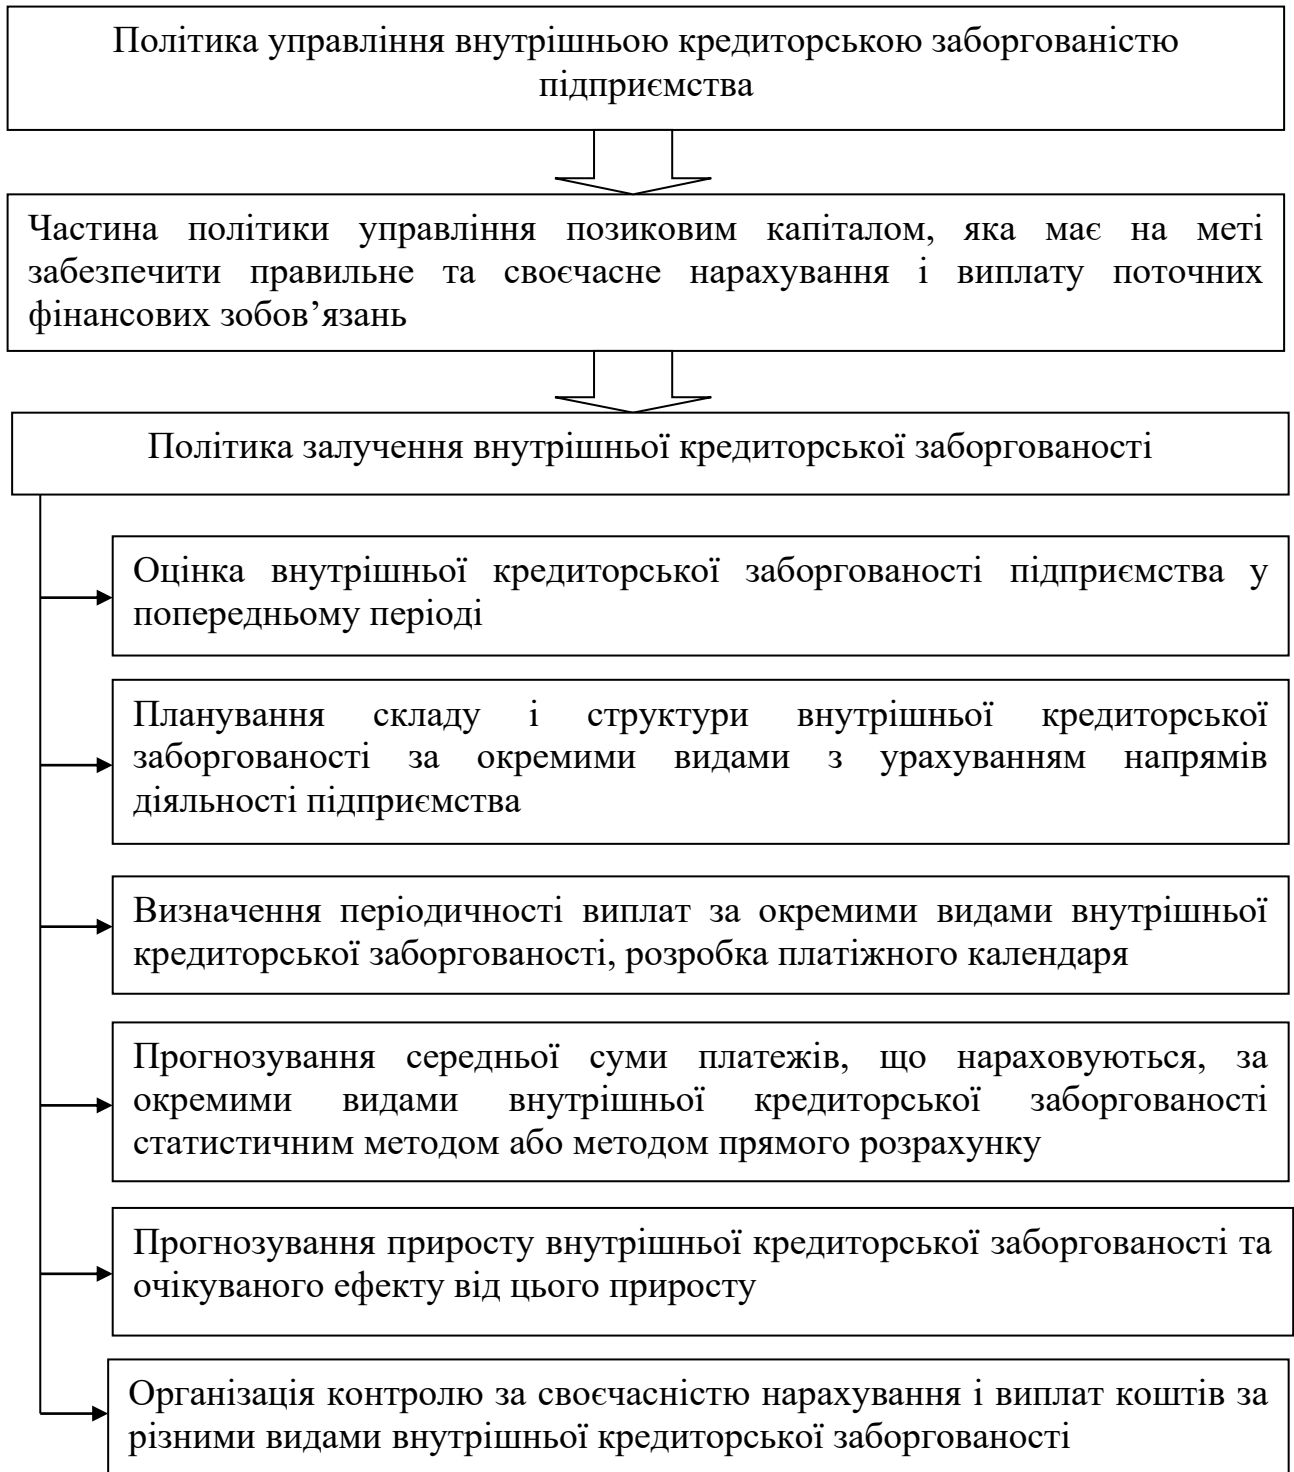 Політика управління внутрішньою кредиторською заборгованістю
підприємства
Частина політики управління позиковим капіталом, яка має на меті
забезпечити правильне та своєчасне нарахування і виплату поточних
фінансових зобов’язань
Політика залучення внутрішньої кредиторської заборгованості
Оцінка внутрішньої кредиторської заборгованості підприємства у
попередньому періоді
Планування складу і структури внутрішньої кредиторської
заборгованості за окремими видами з урахуванням напрямів
діяльності підприємства
Визначення періодичності виплат за окремими видами внутрішньої
кредиторської заборгованості, розробка платіжного календаря
Прогнозування середньої суми платежів, що нараховуються, за
окремими видами внутрішньої кредиторської заборгованості
статистичним методом або методом прямого розрахунку
Прогнозування приросту внутрішньої кредиторської заборгованості та
очікуваного ефекту від цього приросту
Організація контролю за своєчасністю нарахування і виплат коштів за
різними видами внутрішньої кредиторської заборгованості